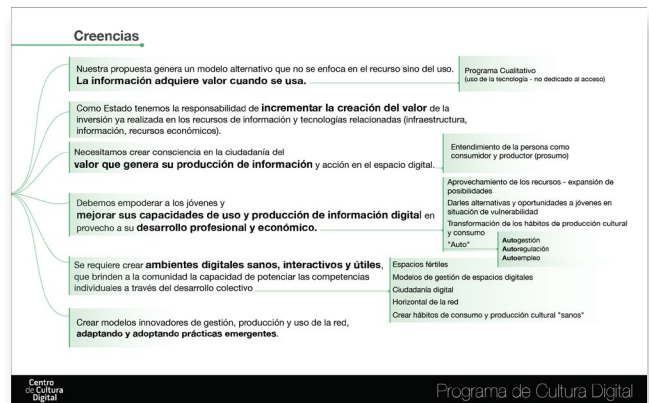 Creencias
Nuestra propuesta genera un modelo alternativo que no se enfoca en el recurso sino del uso.
La información adquiere valor cuando se usa.
Programa Cualitativo
(uso de la tecnología - no dedicado al acceso)
Como Estado tenemos la responsabilidad de incrementar la creación del valor de la
inversión ya realizada en los recursos de información y tecnologías relacionadas (infraestructura,
información, recursos económicos).
Necesitamos crear consciencia en la ciudadanía del
valor que genera su producción de información y acción en el espacio digital.
Entendimiento de la persona como
consumidor y productor (prosumo)
Debemos empoderar a los jóvenes y
mejorar sus capacidades de uso y producción de información digital en
provecho a su desarrollo profesional y económico.
Aprovechamiento de los recursos - expansión de
posibilidades
Darles alternativas y oportunidades a jóvenes en
situación de vulnerabilidad
Transformación de los hábitos de producción cultural
y consumo
"Auto"
Autogestión
Autoregulación
Autoempleo
Se requiere crear ambientes digitales sanos, interactivos y útiles,
que brinden a la comunidad la capacidad de potenciar las competencias
individuales a través del desarrollo colectivo
Espacios fértiles
Modelos de gestión de espacios digitales
Ciudadanía digital
Horizontal de la red
Crear hábitos de consumo y producción cultural "sanos"
Crear modelos innovadores de gestión, producción y uso de la red,
adaptando y adoptando prácticas emergentes.
Centro
de Cultura
Digital
Programa de Cultura Digital